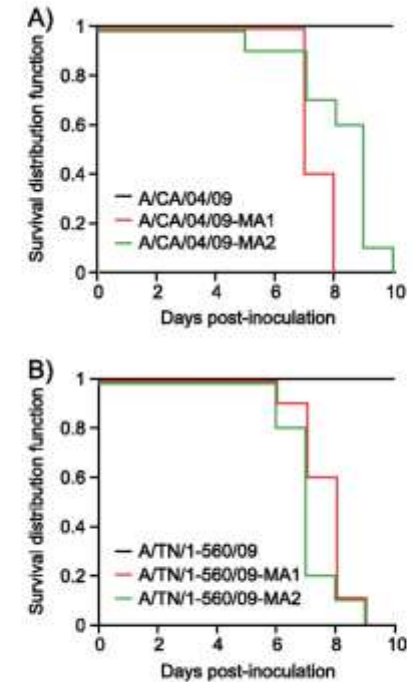 A)
Survival distribution function
1
0.8
0.6
0.4
0.2
0
A/CA/04/09
A/CA/04/09-MA1
A/CA/04/09-MA2
0 2 4 6 8 10
Days post-inoculation
B)
Survival distribution function
1
0.8
0.6
0.4
0.2
0
A/TN/1-560/09
A/TN/1-560/09-MA1
A/TN/1-560/09-MA2
0 2 4 6 8 10
Days post-inoculation